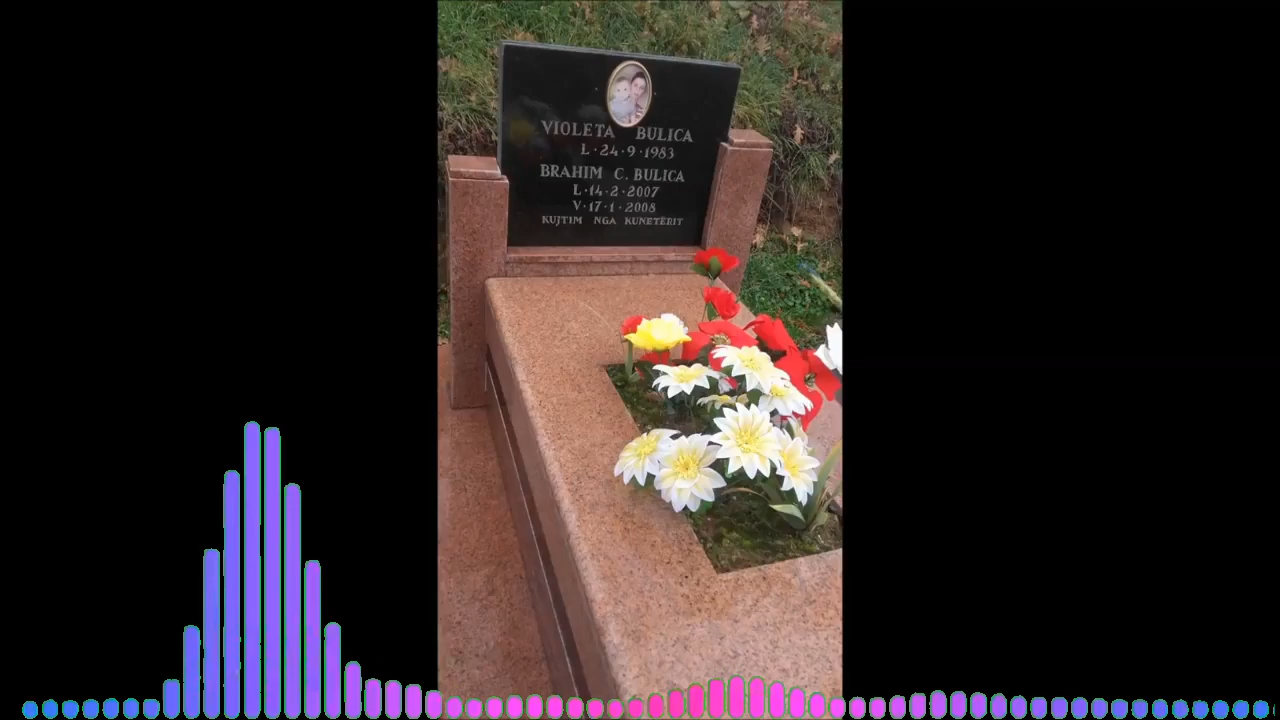 VIOLETA BULICA
L·24·9·1983
BRAHIM C. BULICA
L·14·2·2007
V·17·1·2008
KUJTIM NGA KUNETËRIT